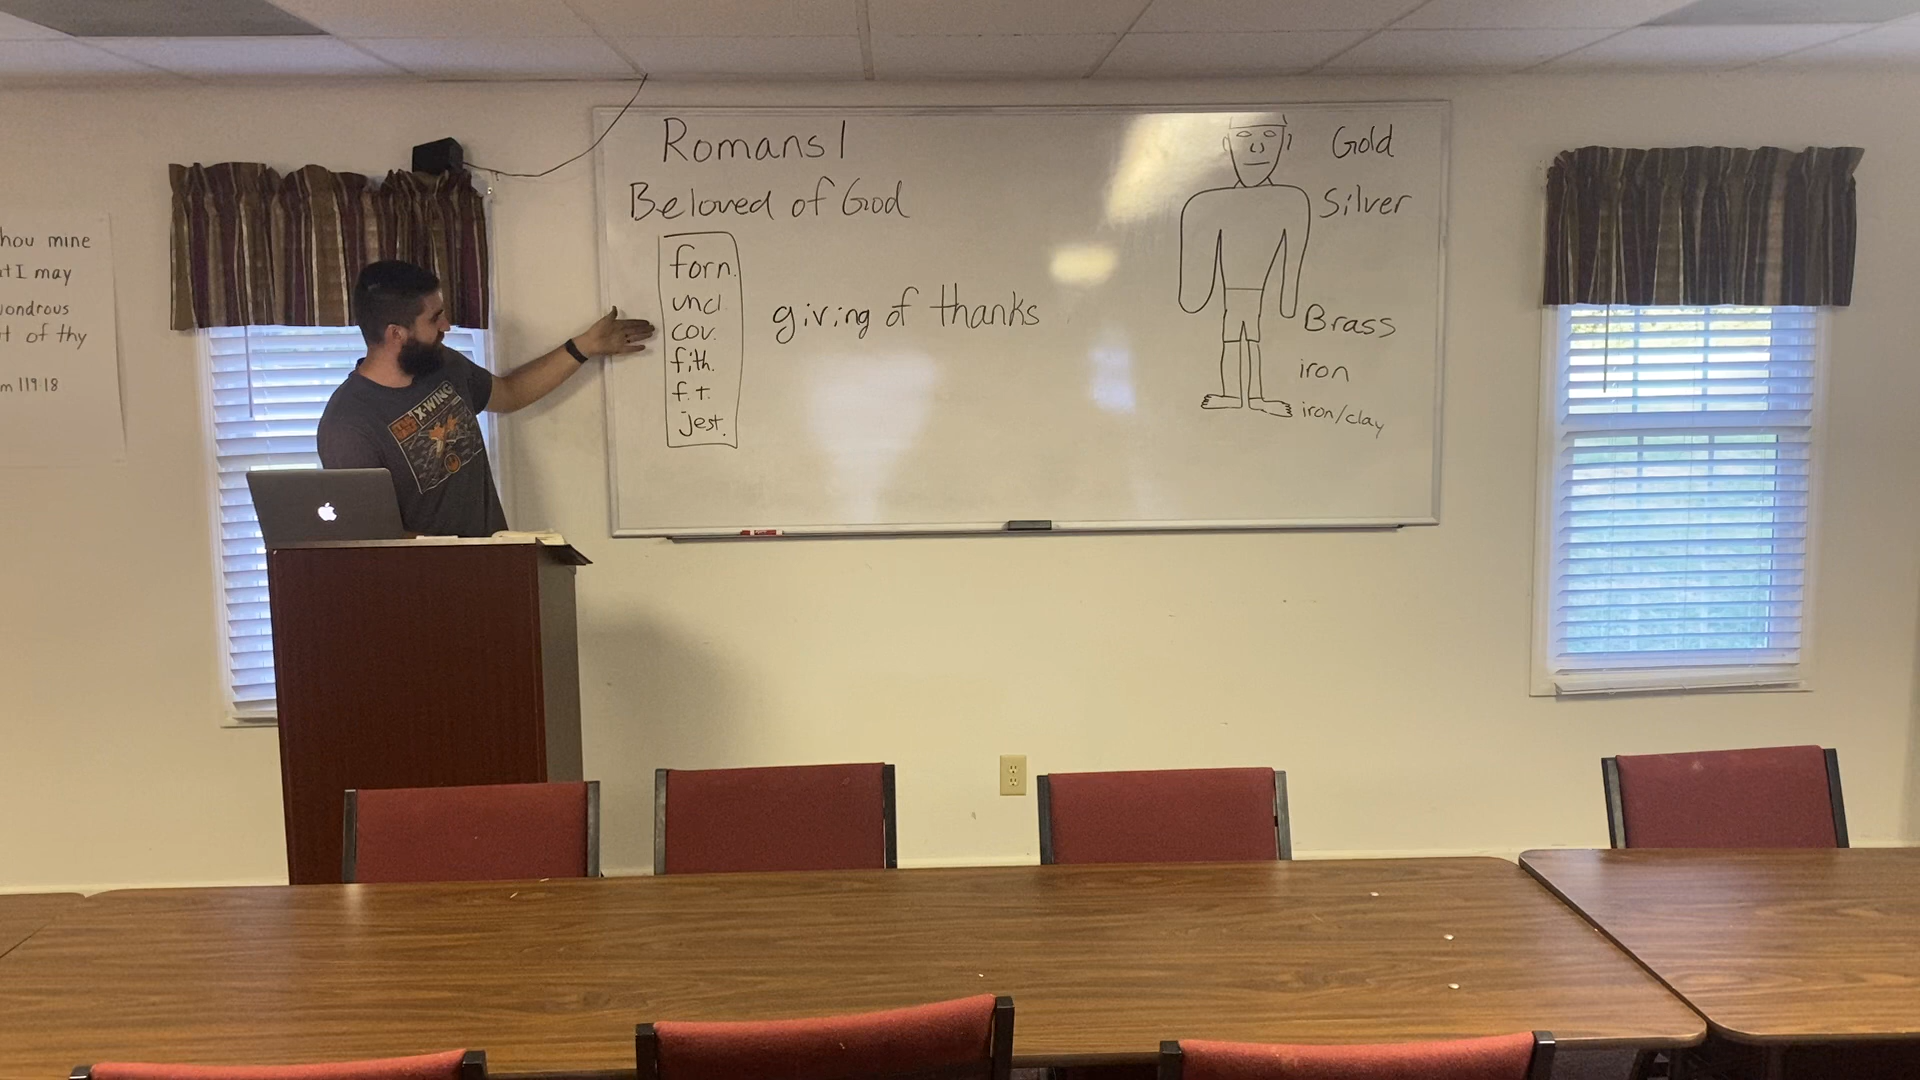 hou mine
t I may
ondrous
t of thy
m 119:18
X-WING
Romans 1
Beloved of God
forn.
uncl.
cov.
filth.
f.t.
jest.
giving of thanks
Gold
Silver
Brass
iron
iron/clay